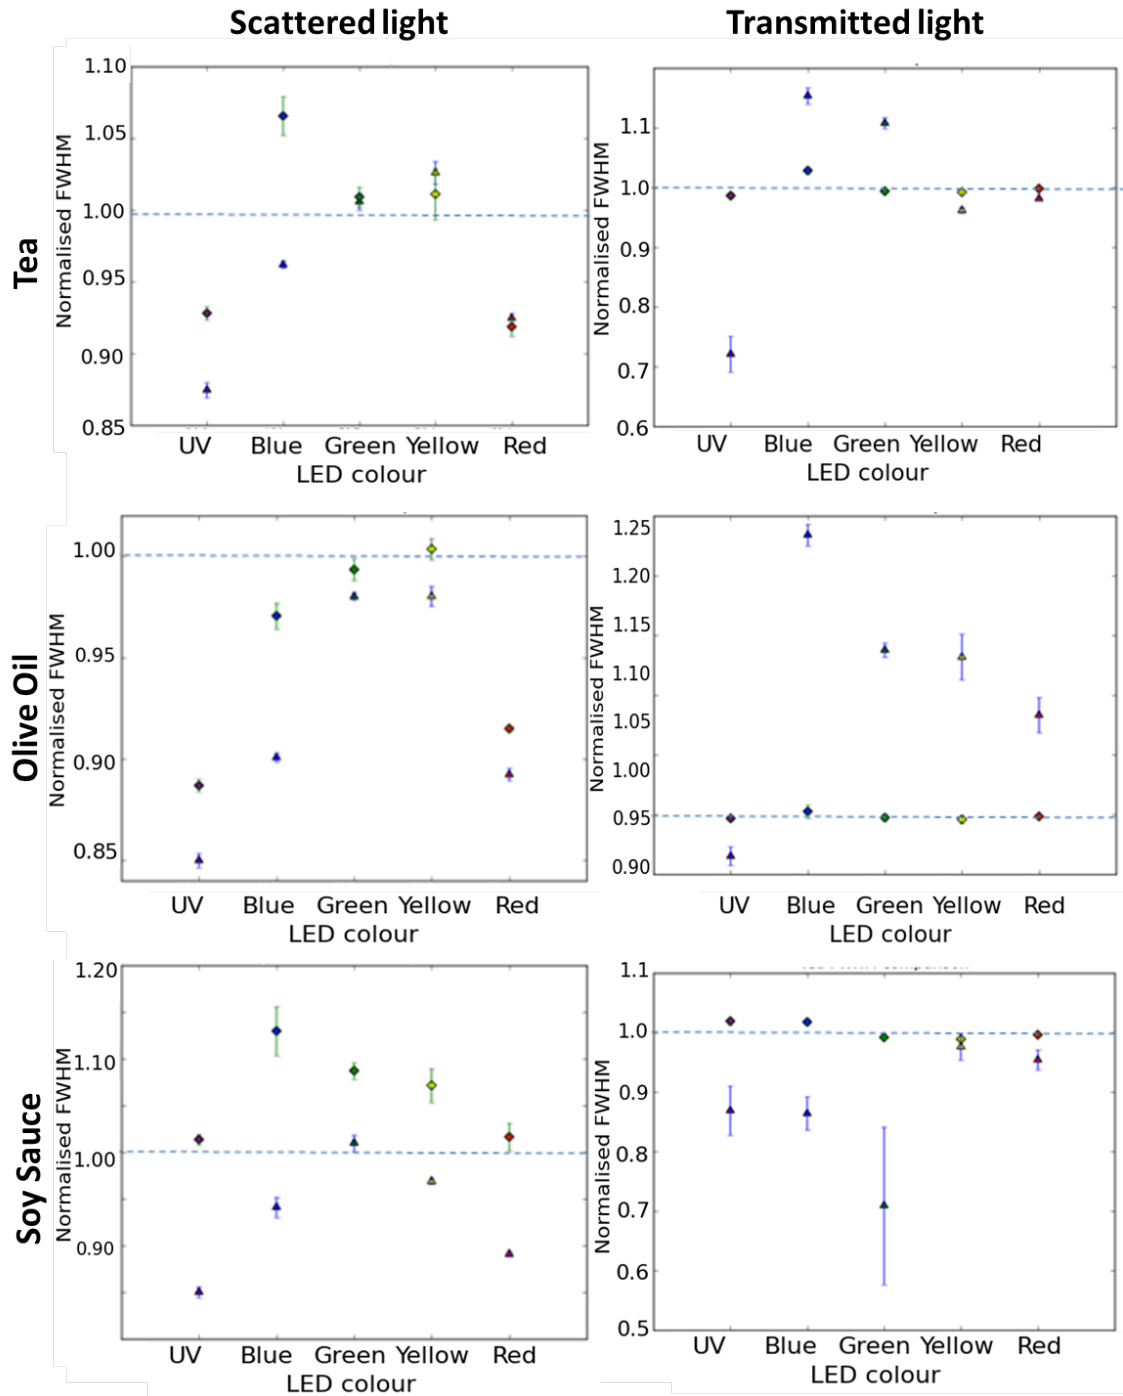 Scattered light
Transmitted light
Tea
Normalised FWHM
1.10
1.05
1.00
0.95
0.90
0.85
UV Blue Green Yellow Red
LED colour
Normalised FWHM
1.1
1.0
0.9
0.8
0.7
0.6
UV Blue Green Yellow Red
LED colour
Olive Oil
Normalised FWHM
1.00
0.95
0.90
0.85
UV Blue Green Yellow Red
LED colour
Normalised FWHM
1.25
1.20
1.15
1.10
1.05
1.00
0.95
0.90
UV Blue Green Yellow Red
LED colour
Soy Sauce
Normalised FWHM
1.20
1.10
1.00
0.90
UV Blue Green Yellow Red
LED colour
Normalised FWHM
1.1
1.0
0.9
0.8
0.7
0.6
0.5
UV Blue Green Yellow Red
LED colour